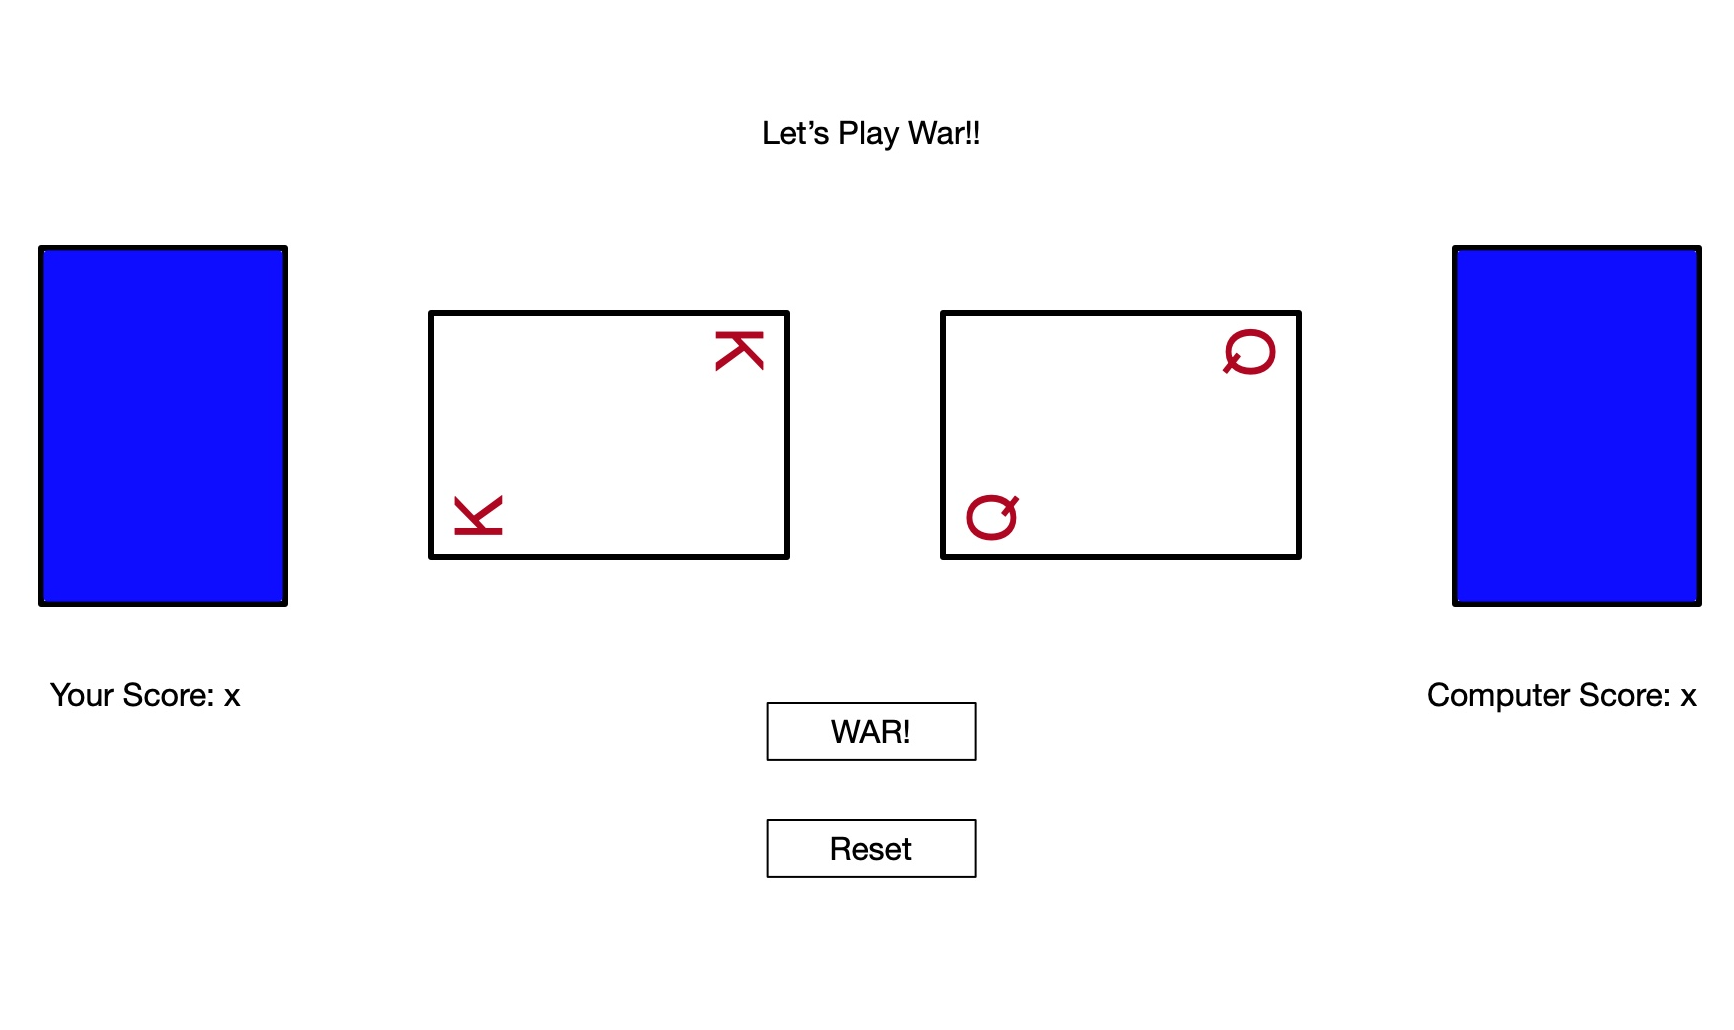 Let’s Play War!!
K
Q
K
Q
Your Score: x
Computer Score: x
WAR!
Reset